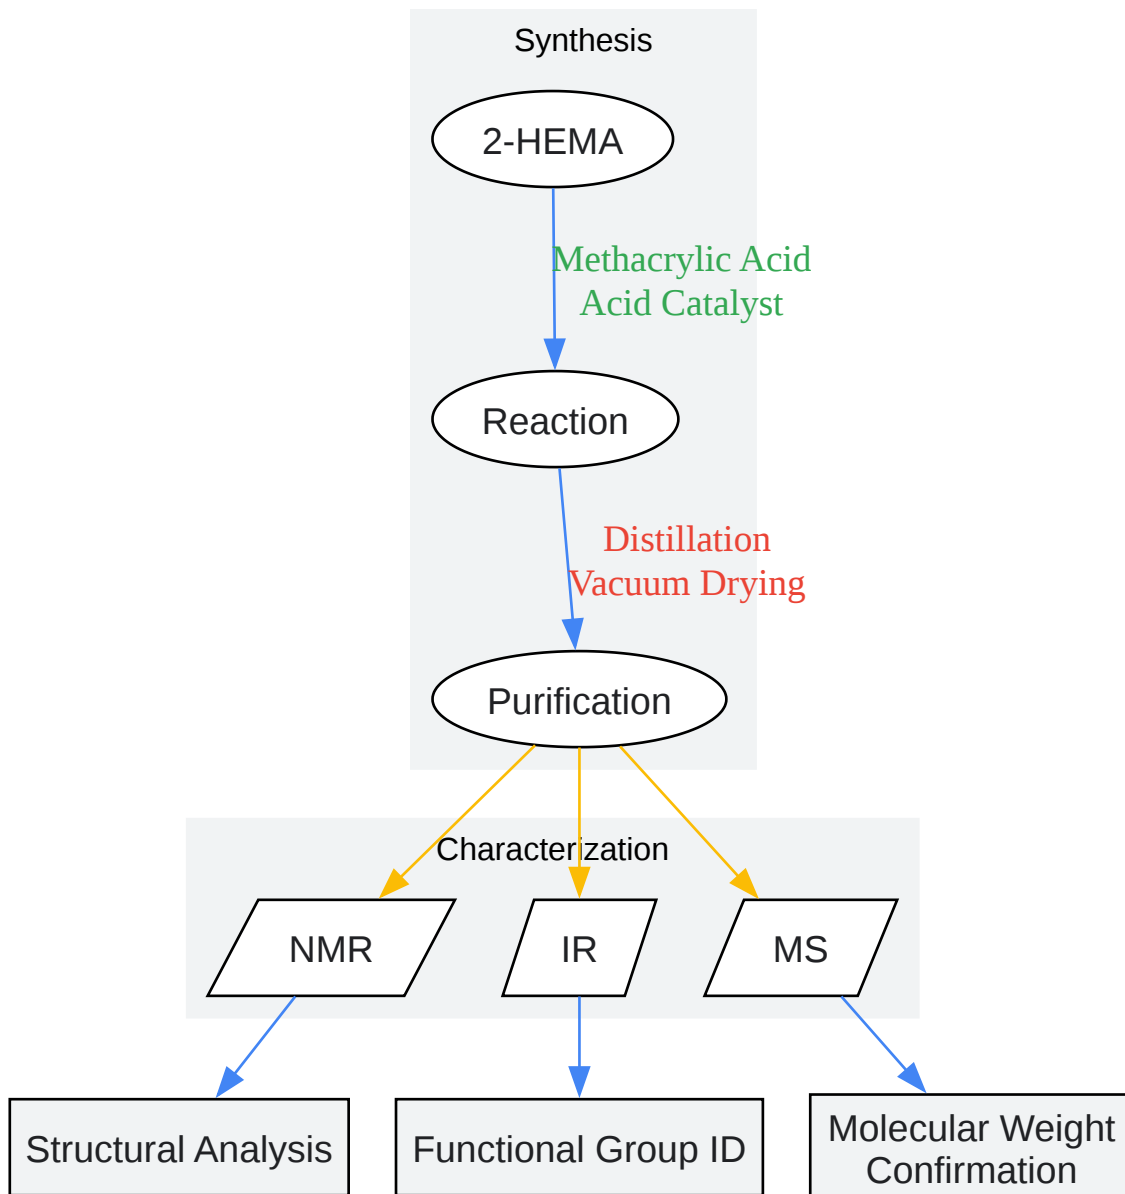 Synthesis
2-HEMA
Methacrylic Acid
Acid Catalyst
Reaction
Distillation
Vacuum Drying
Purification
Characterization
NMR
IR
MS
Structural Analysis
Functional Group ID
Molecular Weight
Confirmation